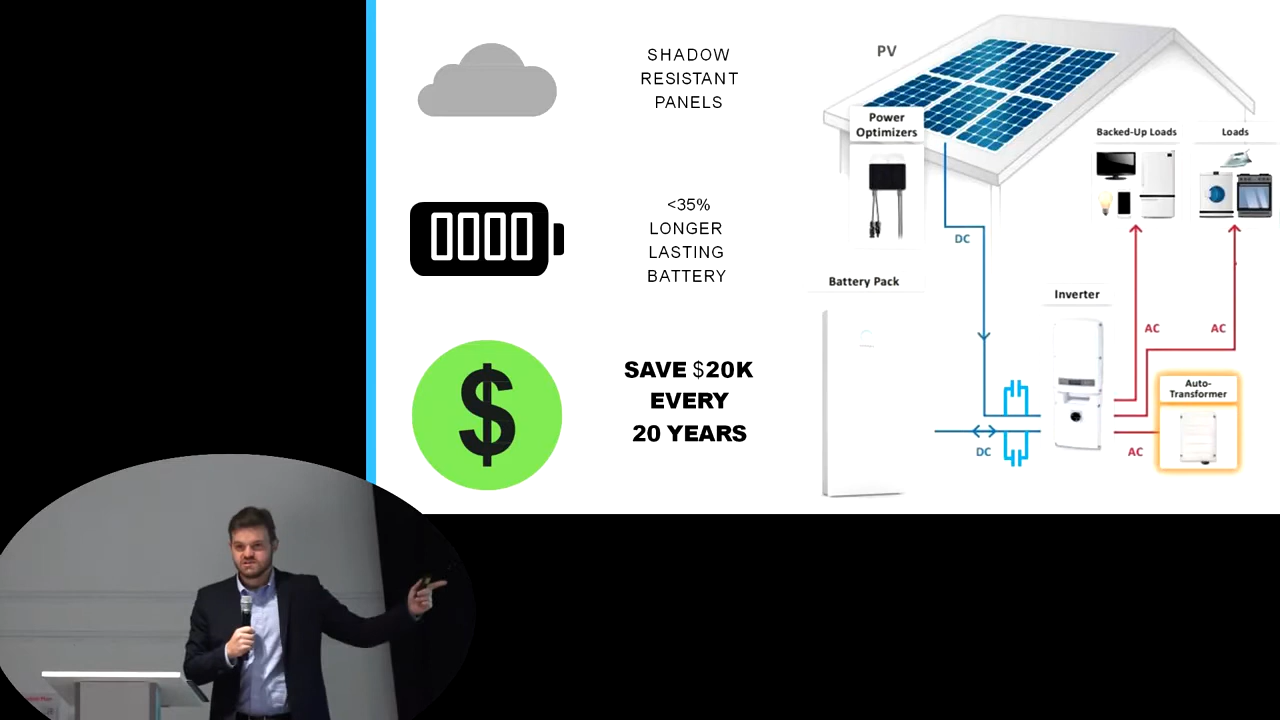 SHADOW
RESISTANT
PANELS
<35%
LONGER
LASTING
BATTERY
SAVE $20K
EVERY
20 YEARS
PV
Power
Optimizers
Backed-Up Loads
Loads
DC
Battery Pack
Inverter
AC
AC
Auto-
Transformer
DC
AC